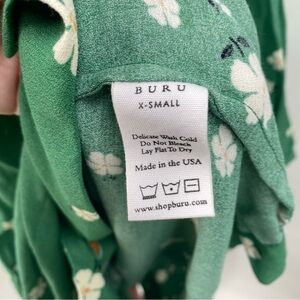 BURU
X-SMALL
Delicate Wash Cold
Do Not Bleach
Lay Flat To Dry
Made in the USA
www.shopburu.com